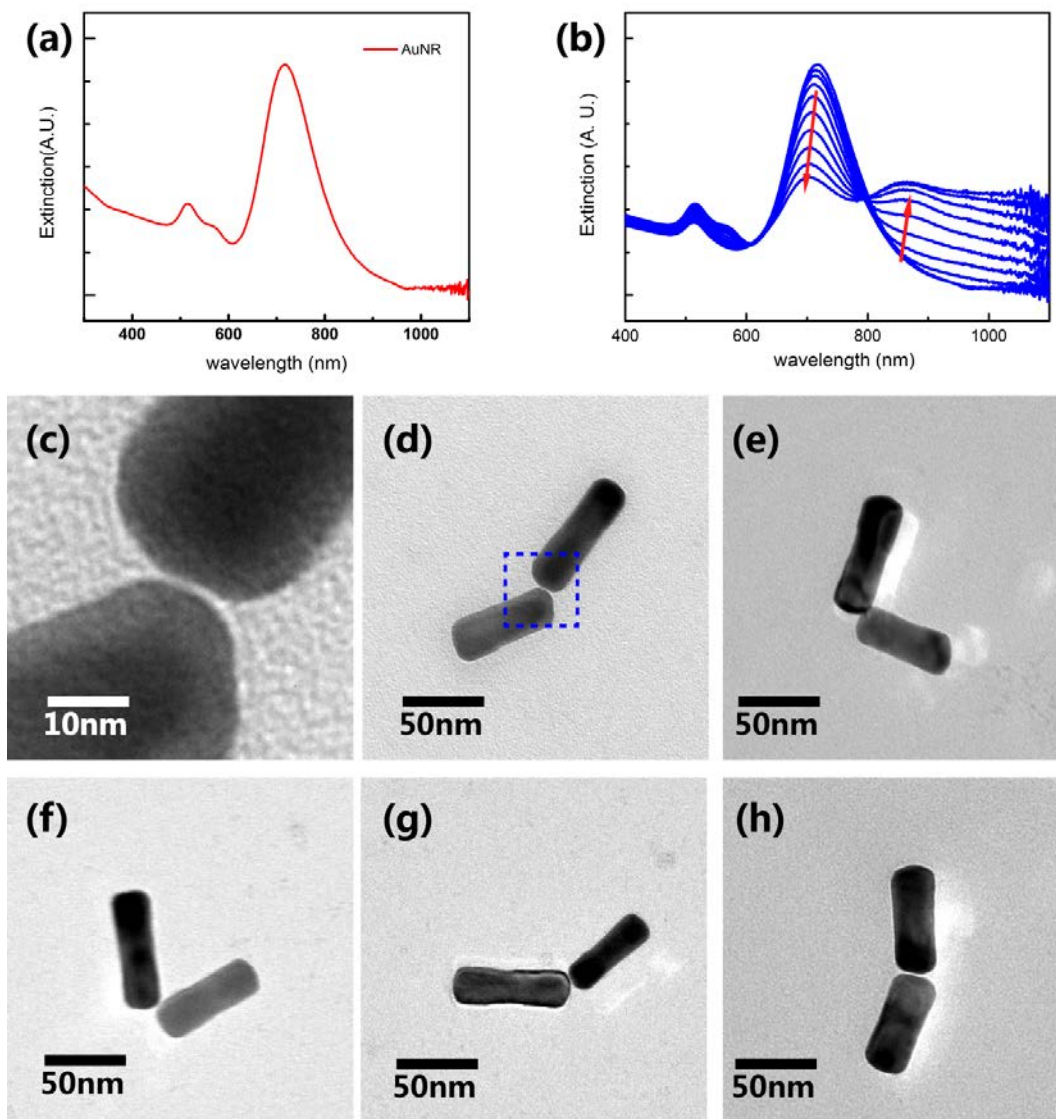 (a)
AuNR
Extinction(A.U.)
400 600 800 1000
wavelength (nm)
(b)
Extinction (A. U.)
400 600 800 1000
wavelength (nm)
(c)
10nm
(d)
50nm
(e)
50nm
(f)
50nm
(g)
50nm
(h)
50nm